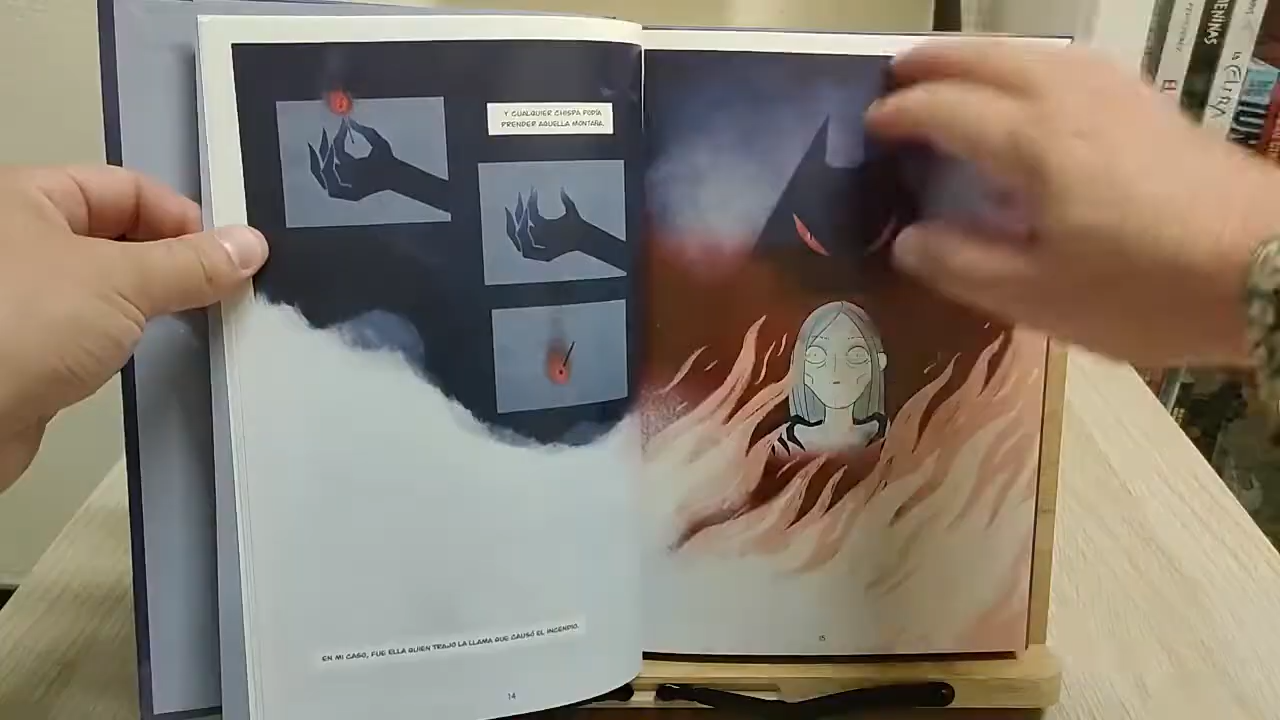 Y CUALQUIER CHISPA PODÍA
PRENDER AQUELLA MONTAÑA.
EN MI CASO, FUE ELLA QUIEN TRAJO LA LLAMA QUE CAUSÓ EL INCENDIO.
14
15